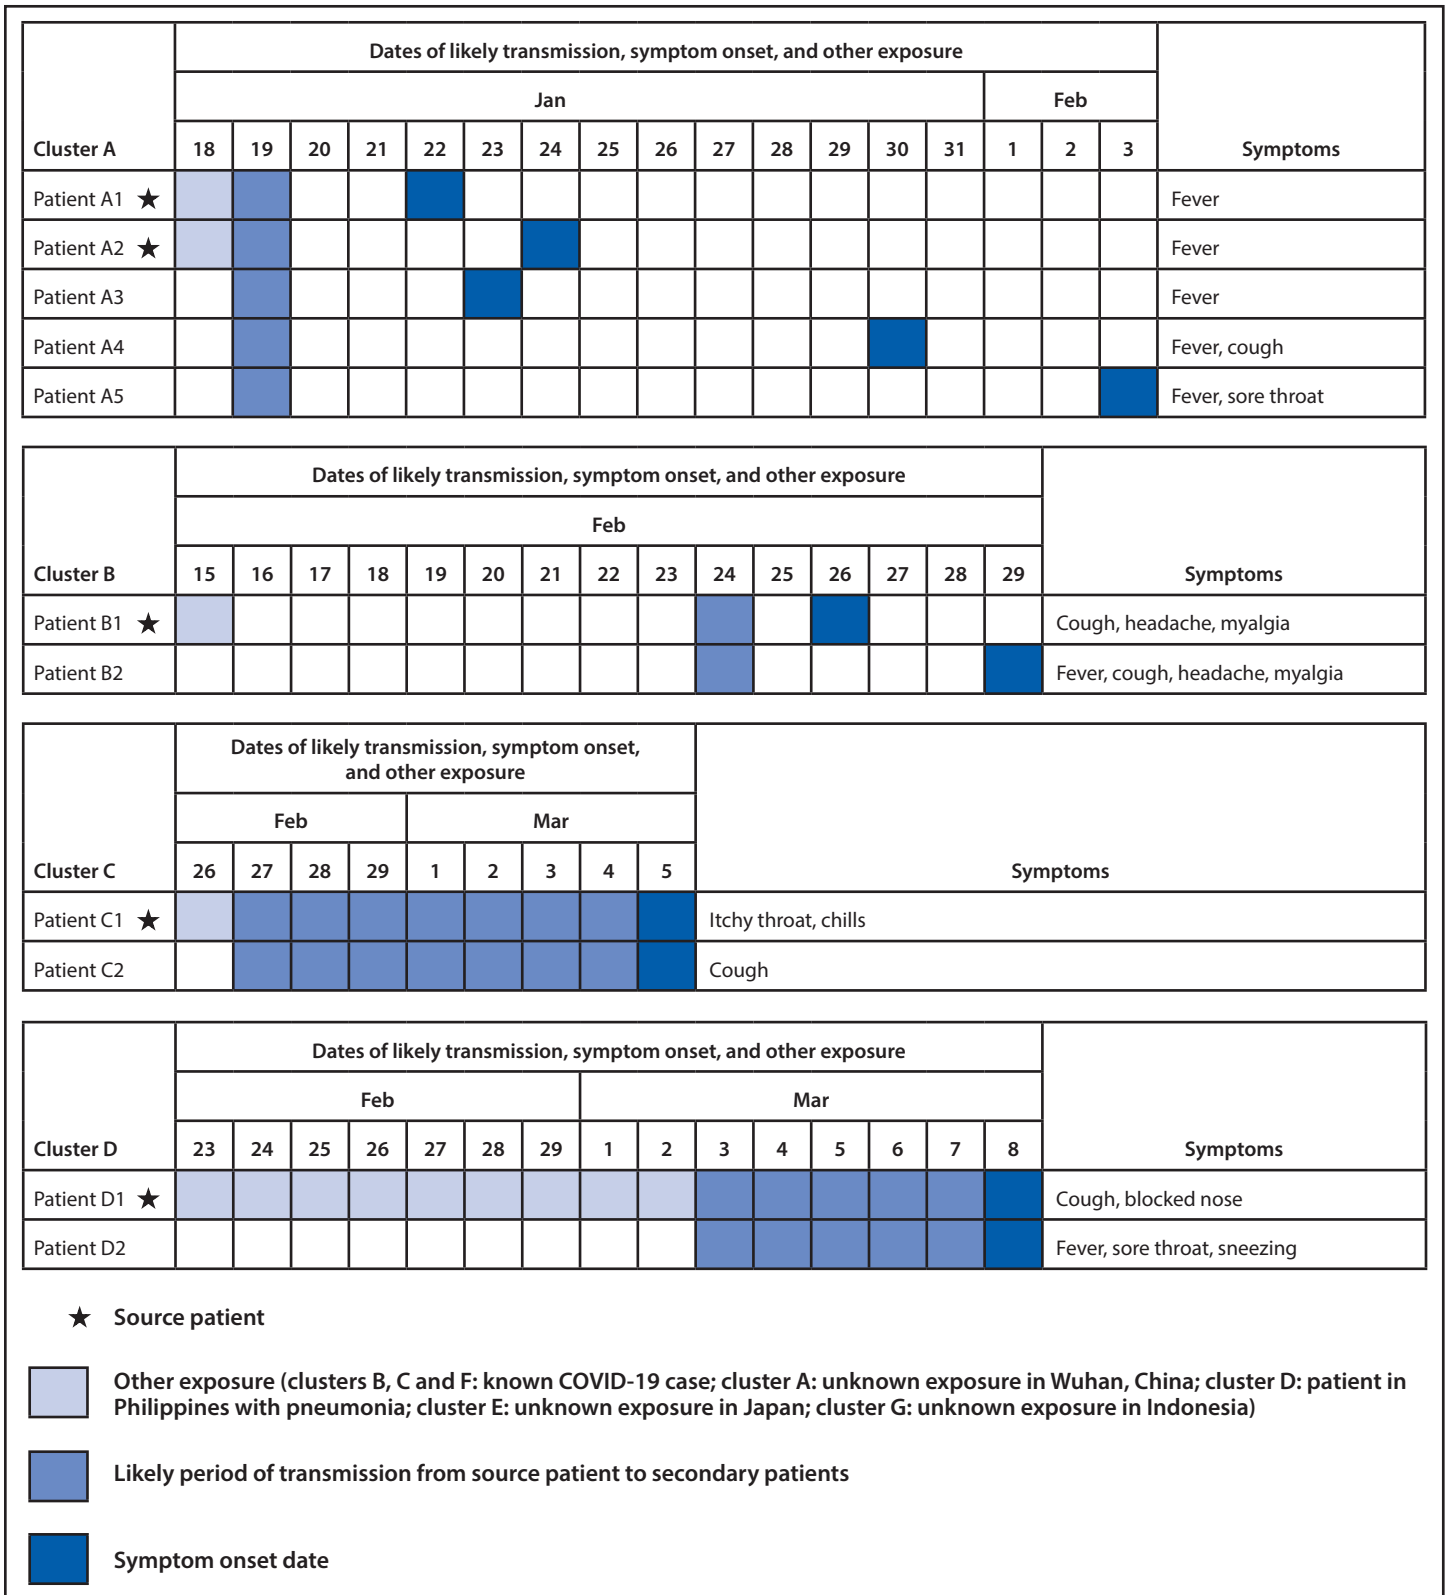 Dates of likely transmission, symptom onset, and other exposure
Jan Feb
Cluster A 18 19 20 21 22 23 24 25 26 27 28 29 30 31 1 2 3 Symptoms
Patient A1 ★ Fever
Patient A2 ★ Fever
Patient A3 Fever
Patient A4 Fever, cough
Patient A5 Fever, sore throat
Dates of likely transmission, symptom onset, and other exposure
Feb
Cluster B 15 16 17 18 19 20 21 22 23 24 25 26 27 28 29 Symptoms
Patient B1 ★ Cough, headache, myalgia
Patient B2 Fever, cough, headache, myalgia
Dates of likely transmission, symptom onset,
and other exposure
Feb Mar
Cluster C 26 27 28 29 1 2 3 4 5 Symptoms
Patient C1 ★ Itchy throat, chills
Patient C2 Cough
Dates of likely transmission, symptom onset, and other exposure
Feb Mar
Cluster D 23 24 25 26 27 28 29 1 2 3 4 5 6 7 8 Symptoms
Patient D1 ★ Cough, blocked nose
Patient D2 Fever, sore throat, sneezing
★ Source patient
Other exposure (clusters B, C and F: known COVID-19 case; cluster A: unknown exposure in Wuhan, China; cluster D: patient in
Philippines with pneumonia; cluster E: unknown exposure in Japan; cluster G: unknown exposure in Indonesia)
Likely period of transmission from source patient to secondary patients
Symptom onset date